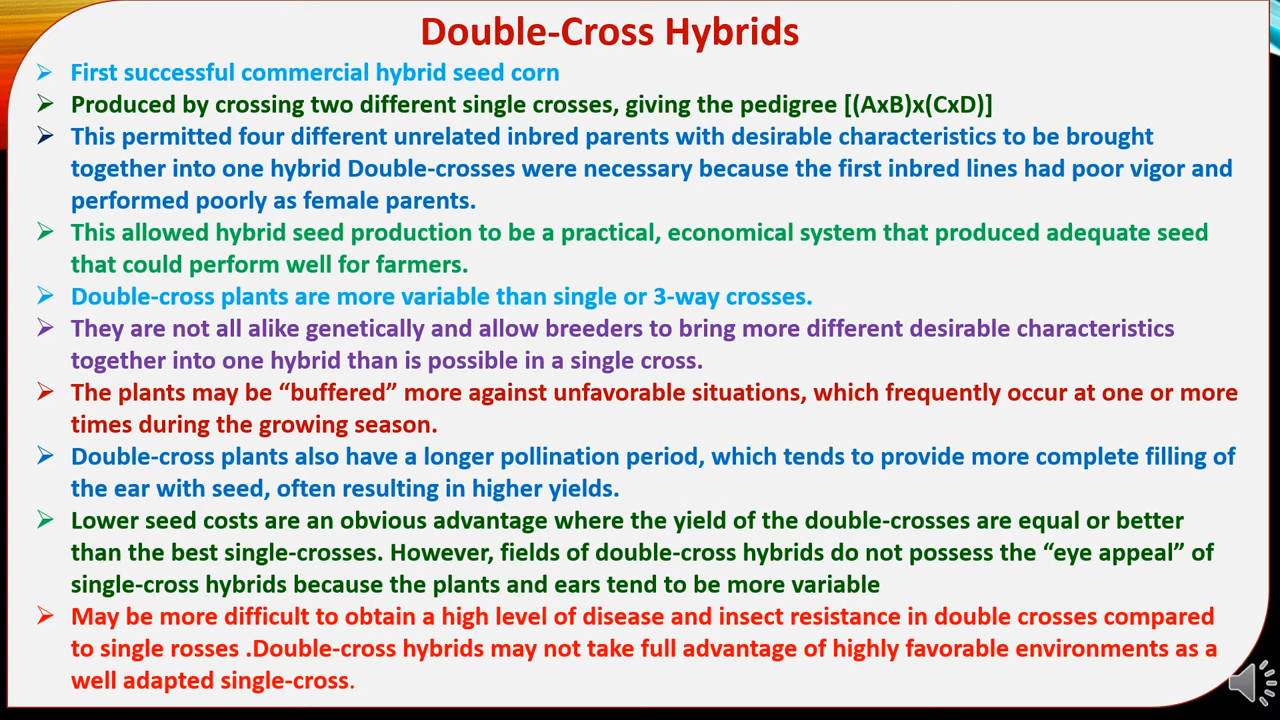 Double-Cross Hybrids
First successful commercial hybrid seed corn
Produced by crossing two different single crosses, giving the pedigree [(AxB)x(CxD)]
This permitted four different unrelated inbred parents with desirable characteristics to be brought
together into one hybrid Double-crosses were necessary because the first inbred lines had poor vigor and
performed poorly as female parents.
This allowed hybrid seed production to be a practical, economical system that produced adequate seed
that could perform well for farmers.
Double-cross plants are more variable than single or 3-way crosses.
They are not all alike genetically and allow breeders to bring more different desirable characteristics
together into one hybrid than is possible in a single cross.
The plants may be “buffered” more against unfavorable situations, which frequently occur at one or more
times during the growing season.
Double-cross plants also have a longer pollination period, which tends to provide more complete filling of
the ear with seed, often resulting in higher yields.
Lower seed costs are an obvious advantage where the yield of the double-crosses are equal or better
than the best single-crosses. However, fields of double-cross hybrids do not possess the “eye appeal” of
single-cross hybrids because the plants and ears tend to be more variable
May be more difficult to obtain a high level of disease and insect resistance in double crosses compared
to single rosses .Double-cross hybrids may not take full advantage of highly favorable environments as a
well adapted single-cross.